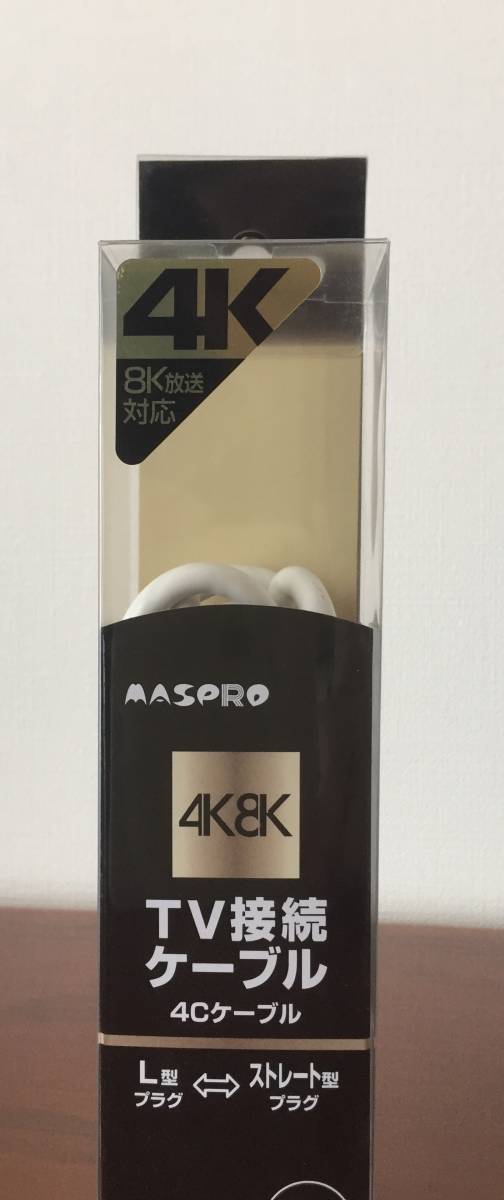 4K
8K放送
対応
MASPRO
4K8K
TV接続
ケーブル
4Cケーブル
L型 ⇔ ストレート型
プラグ プラグ